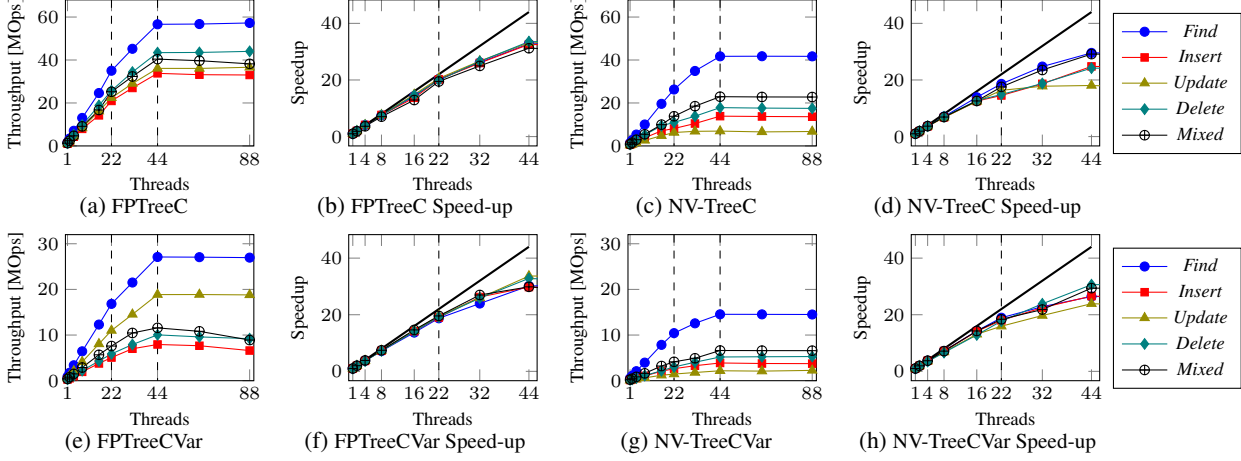 Throughput [MOps]
60
40
20
0
1 22 44 88
Threads
(a) FPTreeC
Speedup
40
20
0
1 4 8 16 22 32 44
Threads
(b) FPTreeC Speed-up
Throughput [MOps]
60
40
20
0
1 22 44 88
Threads
(c) NV-TreeC
Speedup
40
20
0
1 4 8 16 22 32 44
Threads
(d) NV-TreeC Speed-up
Find
Insert
Update
Delete
Mixed
Throughput [MOps]
30
20
10
0
1 22 44 88
Threads
(e) FPTreeCVar
Speedup
40
20
0
1 4 8 16 22 32 44
Threads
(f) FPTreeCVar Speed-up
Throughput [MOps]
30
20
10
0
1 22 44 88
Threads
(g) NV-TreeCVar
Speedup
40
20
0
1 4 8 16 22 32 44
Threads
(h) NV-TreeCVar Speed-up
Find
Insert
Update
Delete
Mixed